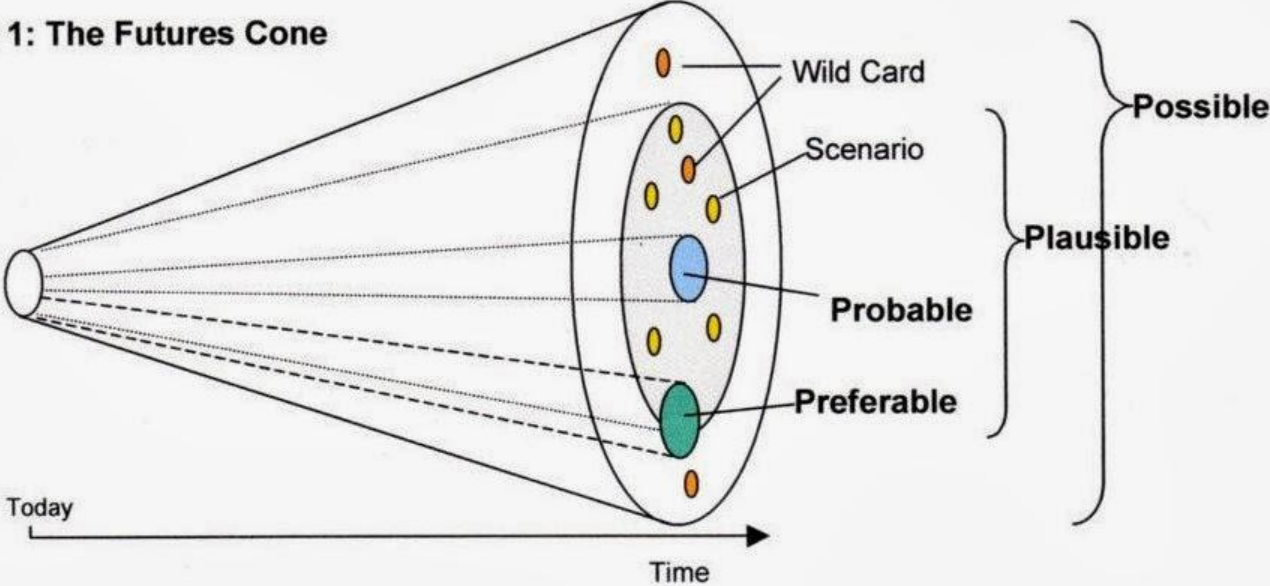 1: The Futures Cone
Wild Card
Possible
Scenario
Plausible
Probable
Preferable
Today
Time